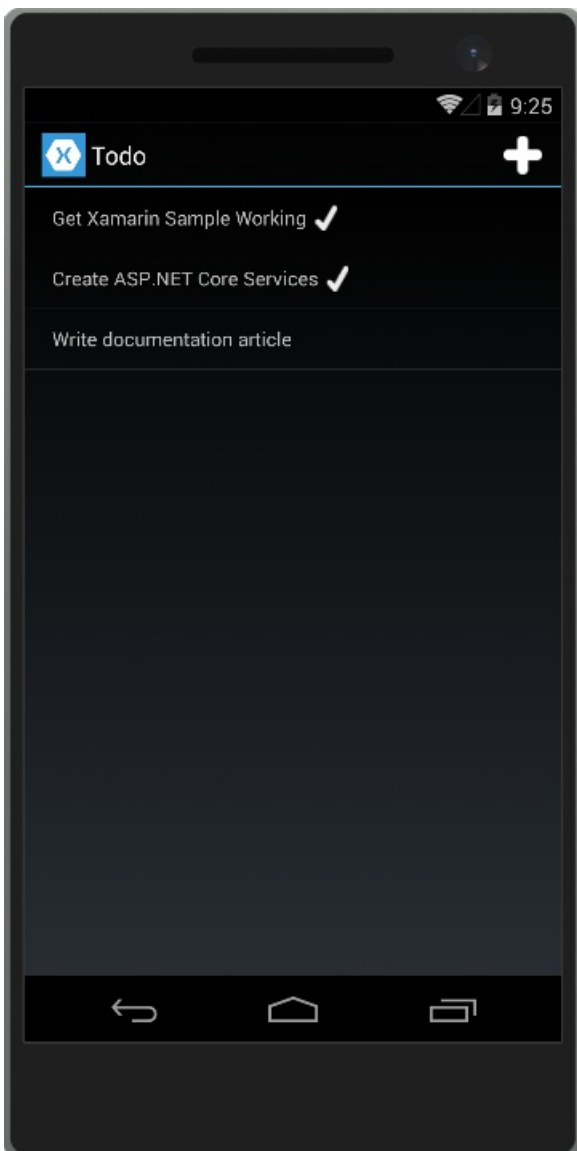 9:25
Todo
Get Xamarin Sample Working
Create ASP.NET Core Services
Write documentation article